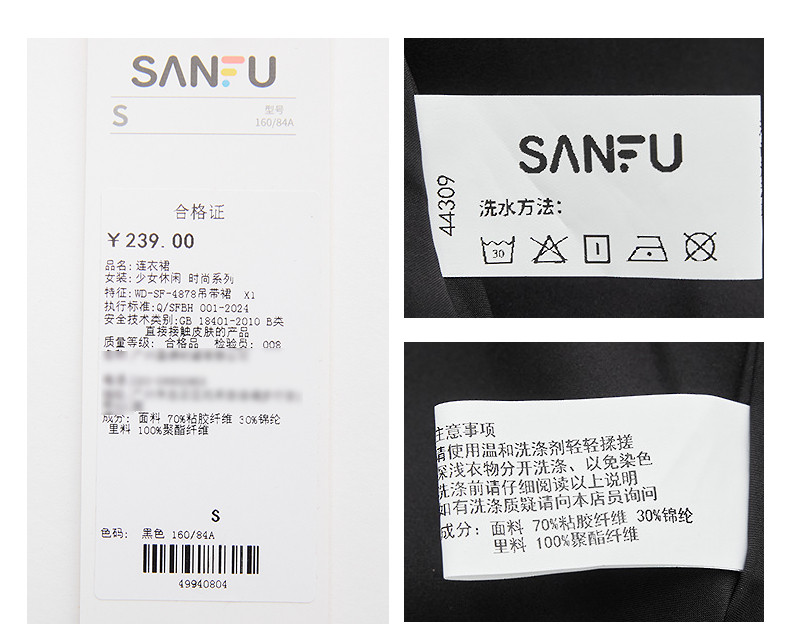 SANFU
S
型号
160/84A
合格证
￥239.00
品名:连衣裙
女装:少女休闲 时尚系列
特征:WD-SF-4878吊带裙 X1
执行标准:Q/SFBH 001-2024
安全技术类别:GB 18401-2010 B类
直接接触皮肤的产品
质量等级: 合格品 检验员: 008
成分: 面料 70%粘胶纤维 30%锦纶
里料 100%聚酯纤维
S
色码: 黑色 160/84A
49940804
SANFU
44309
洗水方法:
30
注意事项
请使用温和洗涤剂轻轻揉搓
深浅衣物分开洗涤、以免染色
洗涤前请仔细阅读以上说明
如有洗涤质疑请向本店员询问
成分: 面料 70%粘胶纤维 30%锦纶
里料 100%聚酯纤维